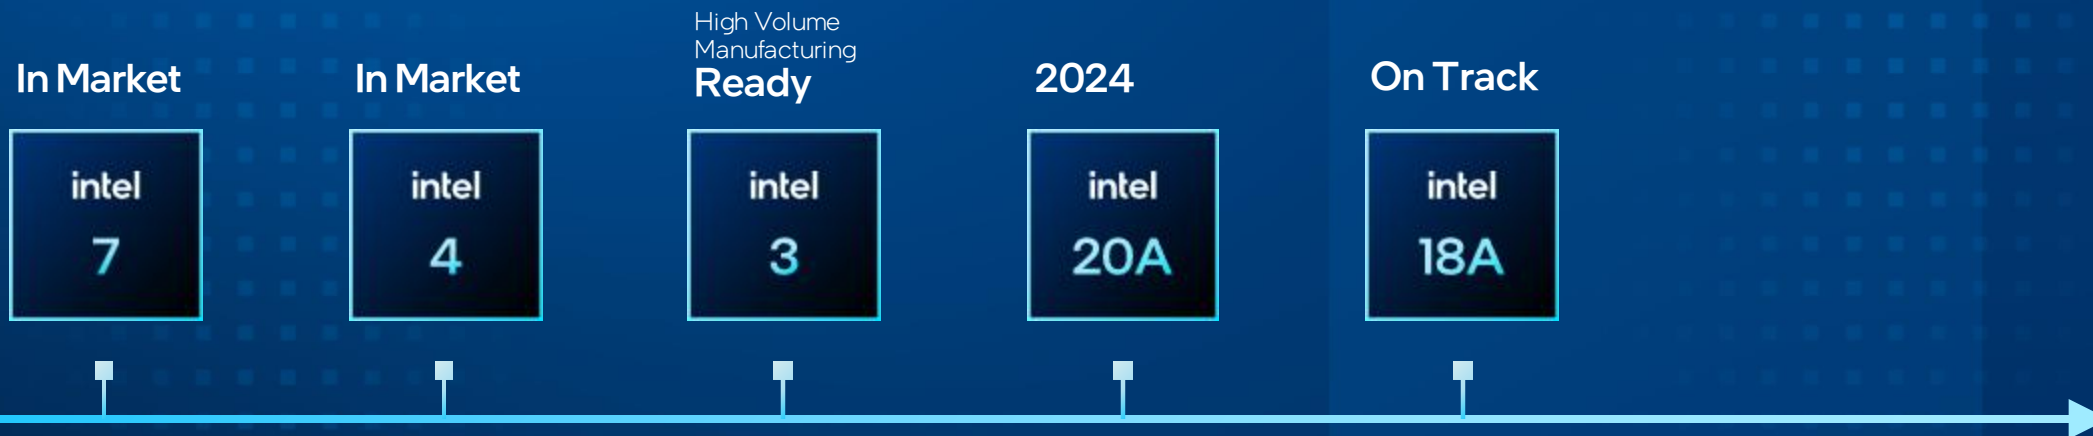 In Market
intel
7
In Market
intel
4
High Volume
Manufacturing
Ready
intel
3
2024
intel
20A
On Track
intel
18A